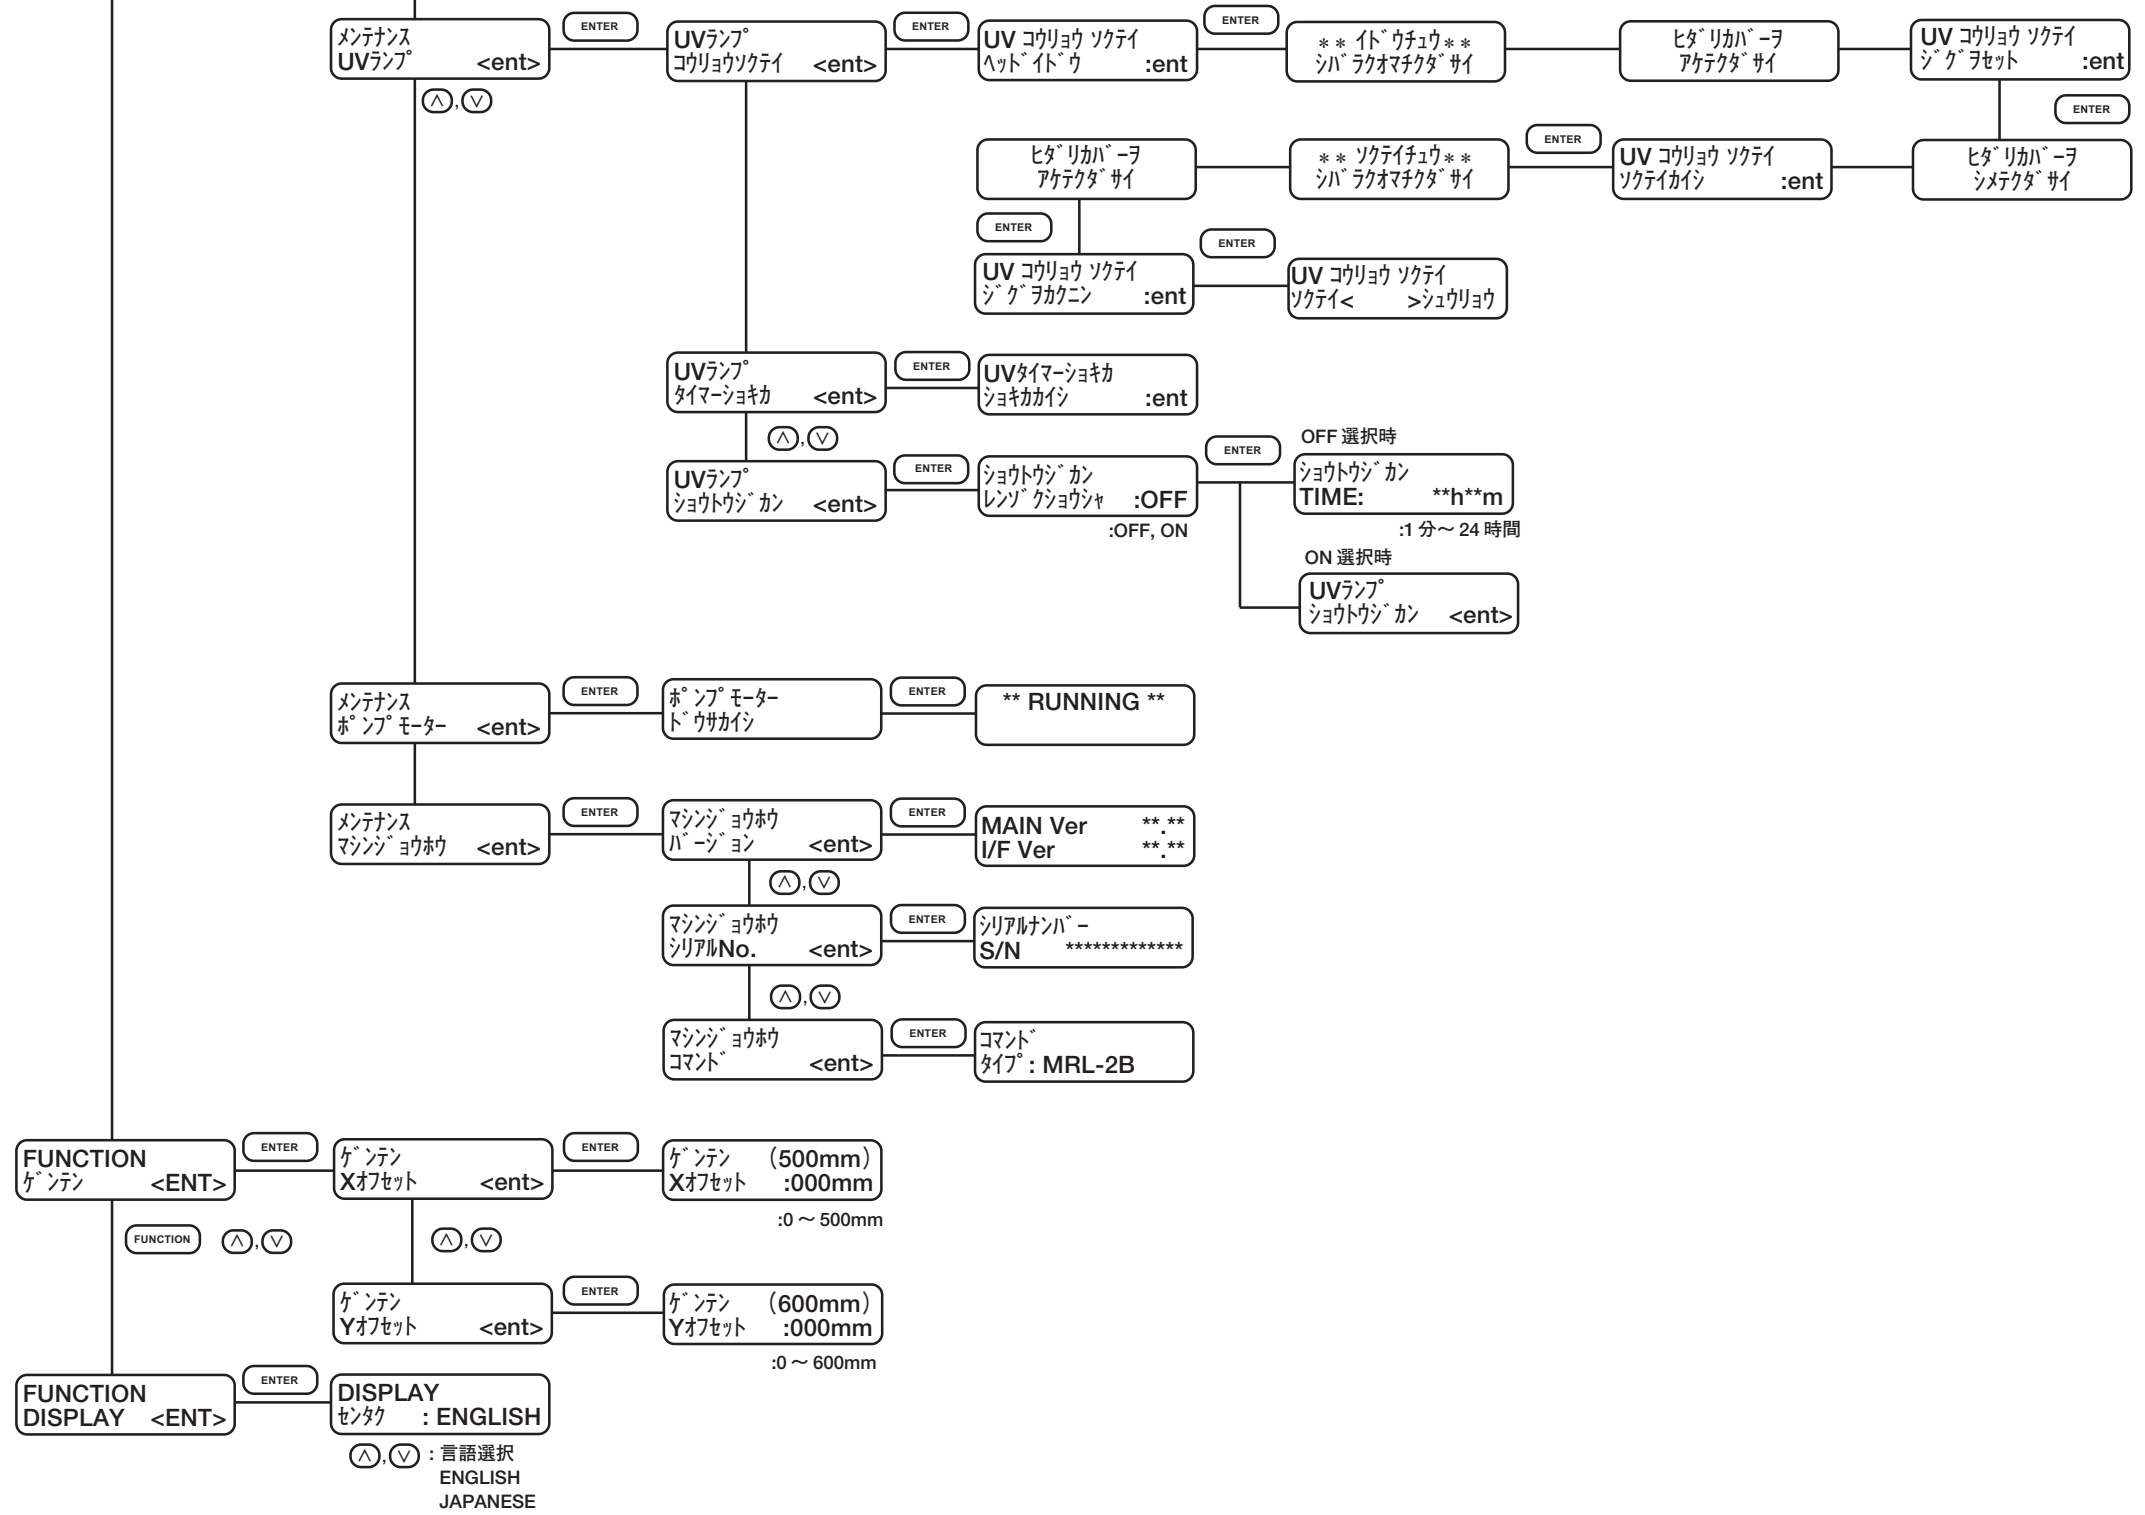 メンテナンス
UVランプ <ent>
ENTER
UVランプ
コウリョウソクテイ <ent>
ENTER
UV コウリョウ ソクテイ
ヘッドイドウ :ent
ENTER
** イドウチュウ**
シバラクオマチクダサイ
ヒダリカバーヲ
アケテクダサイ
UV コウリョウ ソクテイ
ジグヲセット :ent
∧,∨
ENTER
ヒダリカバーヲ
アケテクダサイ
** ソクテイチュウ**
シバラクオマチクダサイ
ENTER
UV コウリョウ ソクテイ
ソクテイカイシ :ent
ヒダリカバーヲ
シメテクダサイ
ENTER
ENTER
UV コウリョウ ソクテイ
ジグヲカクニン :ent
UV コウリョウ ソクテイ
ソクテイ< >シュウリョウ
UVランプ
タイマーショキカ <ent>
ENTER
UVタイマーショキカ
ショキカカイシ :ent
∧,∨
UVランプ
ショウトウジカン <ent>
ENTER
ショウトウジカン
レンゾクショウシャ :OFF
:OFF, ON
ENTER
OFF 選択時
ショウトウジカン
TIME: **h**m
:1 分〜 24 時間
ON 選択時
UVランプ
ショウトウジカン <ent>
メンテナンス
ポンプモーター <ent>
ENTER
ポンプモーター
ドウサカイシ
ENTER
** RUNNING **
メンテナンス
マシンジョウホウ <ent>
ENTER
マシンジョウホウ
バージョン <ent>
ENTER
MAIN Ver **.**
I/F Ver **.**
∧,∨
マシンジョウホウ
シリアルNo. <ent>
ENTER
シリアルナンバー
S/N *************
∧,∨
マシンジョウホウ
コマンド <ent>
ENTER
コマンド
タイプ : MRL-2B
FUNCTION
ゲンテン <ENT>
ENTER
ゲンテン
Xオフセット <ent>
ENTER
ゲンテン (500mm)
Xオフセット :000mm
:0 〜 500mm
FUNCTION ∧,∨
∧,∨
ゲンテン
Yオフセット <ent>
ENTER
ゲンテン (600mm)
Yオフセット :000mm
:0 〜 600mm
FUNCTION
DISPLAY <ENT>
ENTER
DISPLAY
センタク : ENGLISH
∧,∨ : 言語選択
ENGLISH
JAPANESE